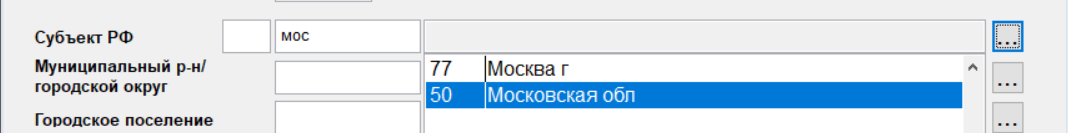 Субъект РФ мос ...
77 Москва г
Муниципальный р-н/
городской округ ...
50 Московская обл
Городское поселение ...